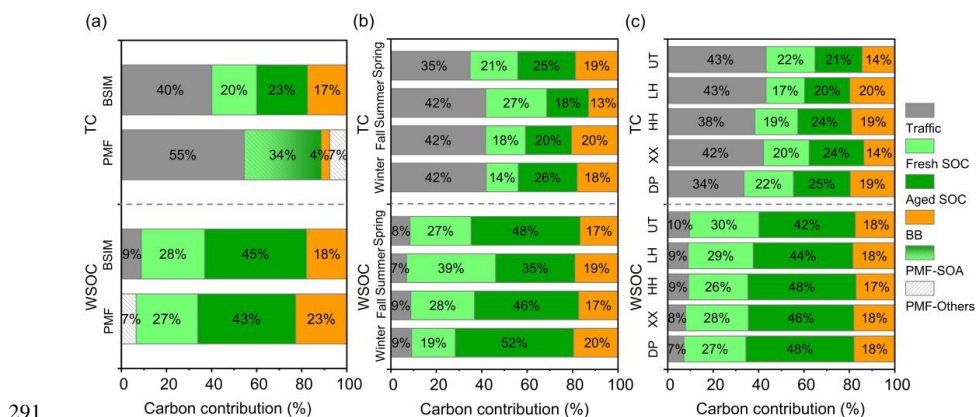 (a)
TC
BSIM
40% 20% 23% 17%
PMF
55% 34% 4% 7%
WSOC
BSIM
9% 28% 45% 18%
PMF
7% 27% 43% 23%
0 20 40 60 80 100
Carbon contribution (%)
(b)
TC
Spring
35% 21% 25% 19%
Summer
42% 27% 18% 13%
Fall
42% 18% 20% 20%
Winter
42% 14% 26% 18%
WSOC
Spring
8% 27% 48% 17%
Summer
7% 39% 35% 19%
Fall
9% 28% 46% 17%
Winter
9% 19% 52% 20%
0 20 40 60 80 100
Carbon contribution (%)
(c)
TC
UT
43% 22% 21% 14%
LH
43% 17% 20% 20%
HH
38% 19% 24% 19%
XX
42% 20% 24% 14%
DP
34% 22% 25% 19%
WSOC
UT
10% 30% 42% 18%
LH
9% 29% 44% 18%
HH
9% 26% 48% 17%
XX
8% 28% 46% 18%
DP
7% 27% 48% 18%
0 20 40 60 80 100
Carbon contribution (%)
Traffic
Fresh SOC
Aged SOC
BB
PMF-SOA
PMF-Others
291